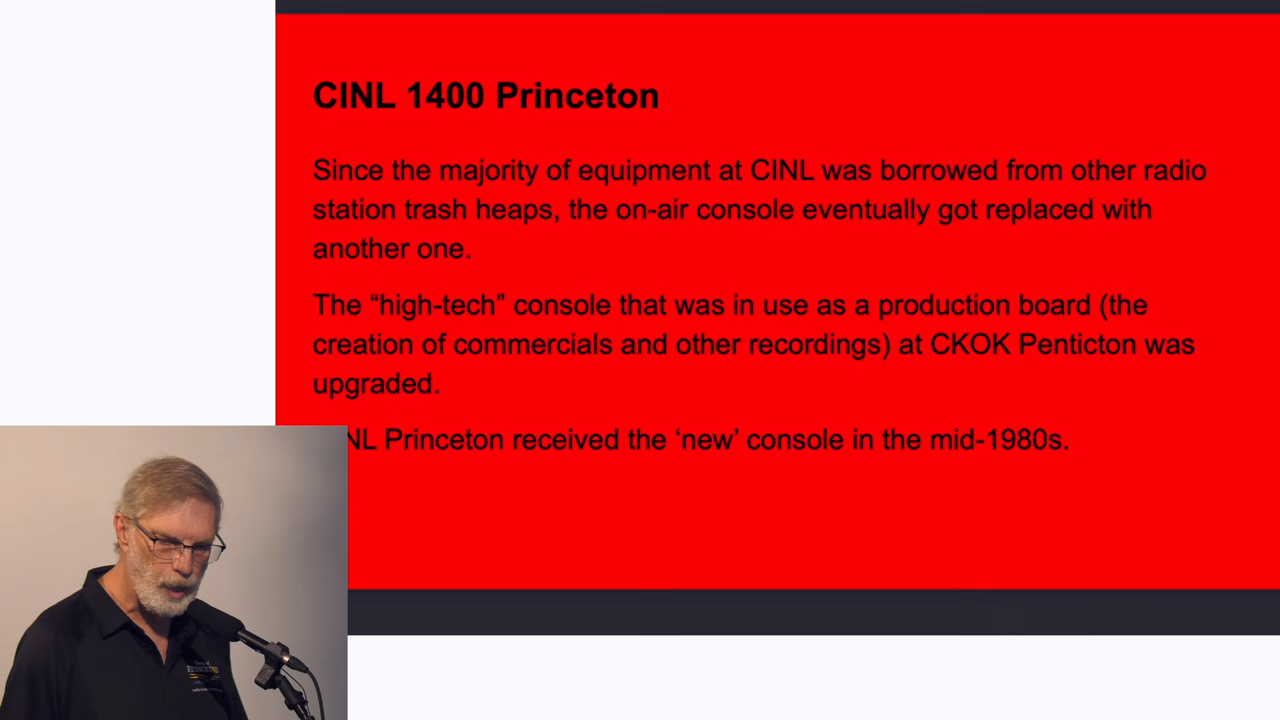 CINL 1400 Princeton
Since the majority of equipment at CINL was borrowed from other radio
station trash heaps, the on-air console eventually got replaced with
another one.
The “high-tech” console that was in use as a production board (the
creation of commercials and other recordings) at CKOK Penticton was
upgraded.
NL Princeton received the ‘new’ console in the mid-1980s.